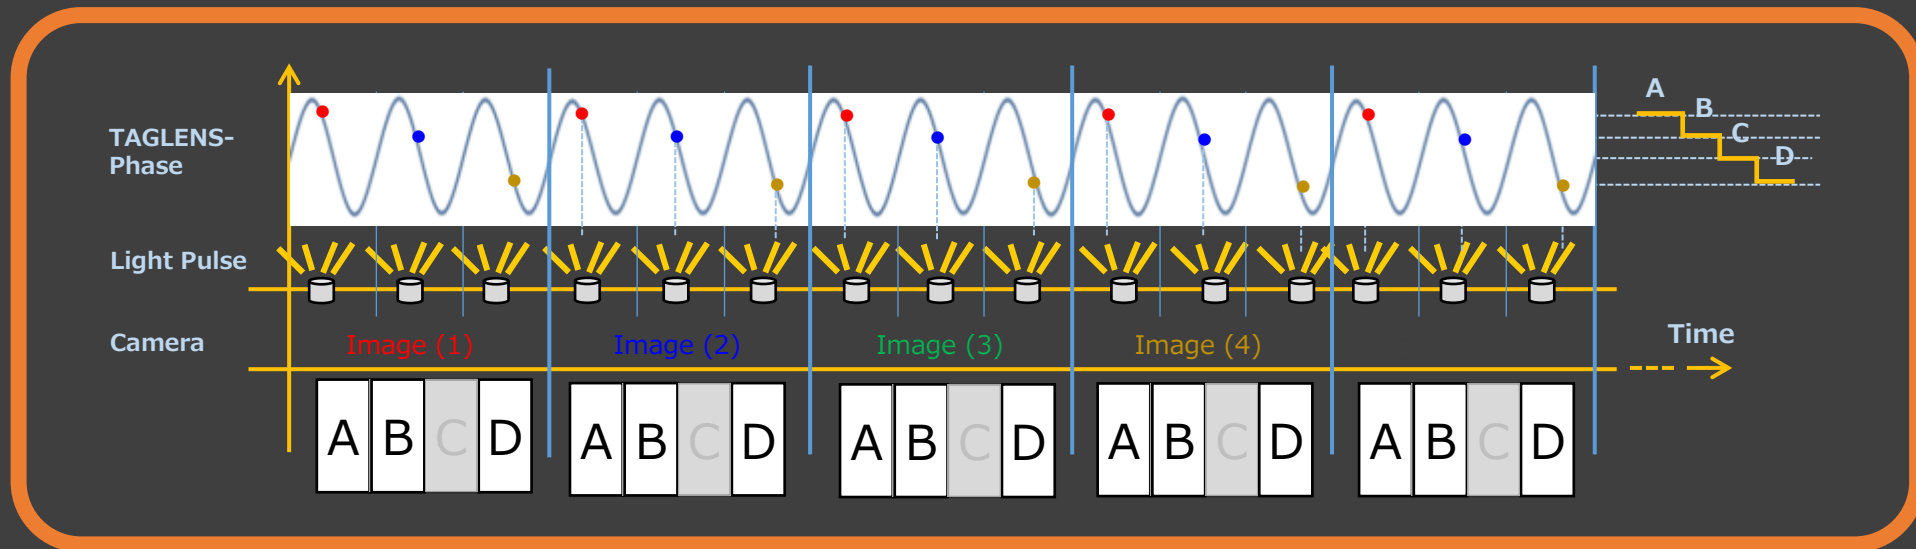 A
B
C
D
TAGLENS-
Phase
Light Pulse
Camera
Image (1)
Image (2)
Image (3)
Image (4)
Time
A B C D
A B C D
A B C D
A B C D
A B C D